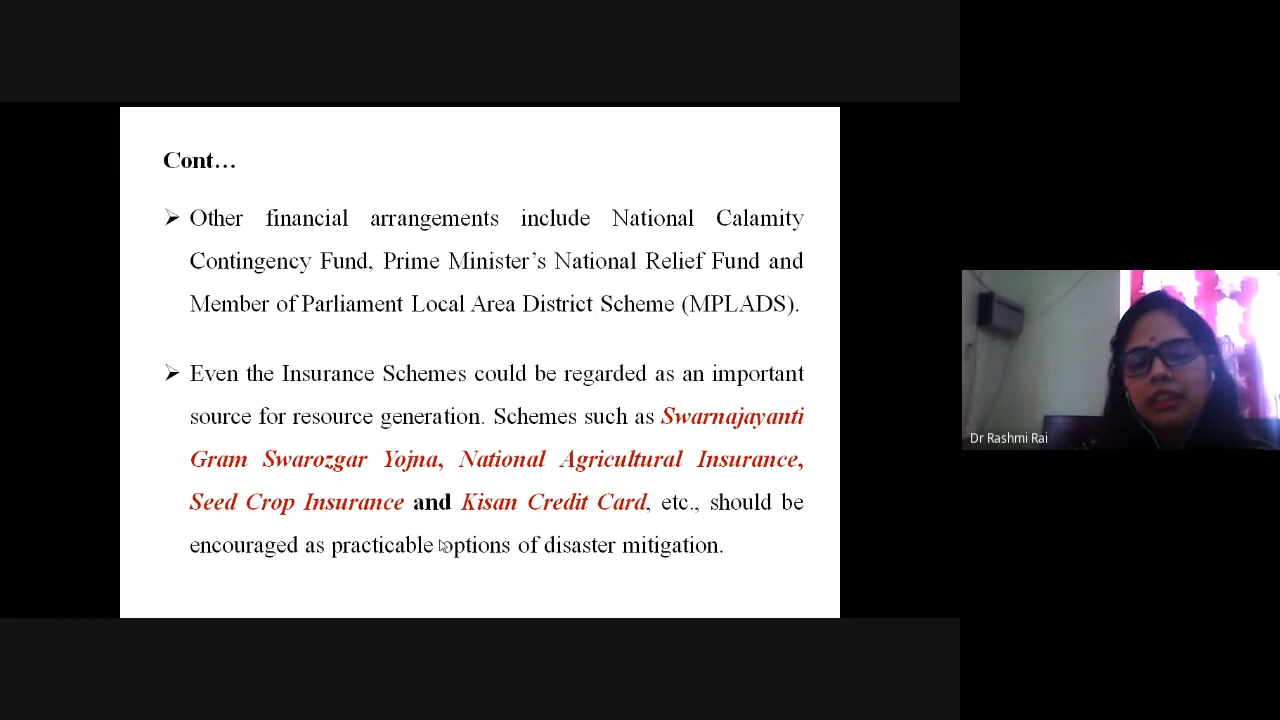 Cont…
➢ Other financial arrangements include National Calamity
Contingency Fund, Prime Minister’s National Relief Fund and
Member of Parliament Local Area District Scheme (MPLADS).
➢ Even the Insurance Schemes could be regarded as an important
source for resource generation. Schemes such as Swarnajayanti
Gram Swarozgar Yojna, National Agricultural Insurance,
Seed Crop Insurance and Kisan Credit Card, etc., should be
encouraged as practicable options of disaster mitigation.
Dr Rashmi Rai